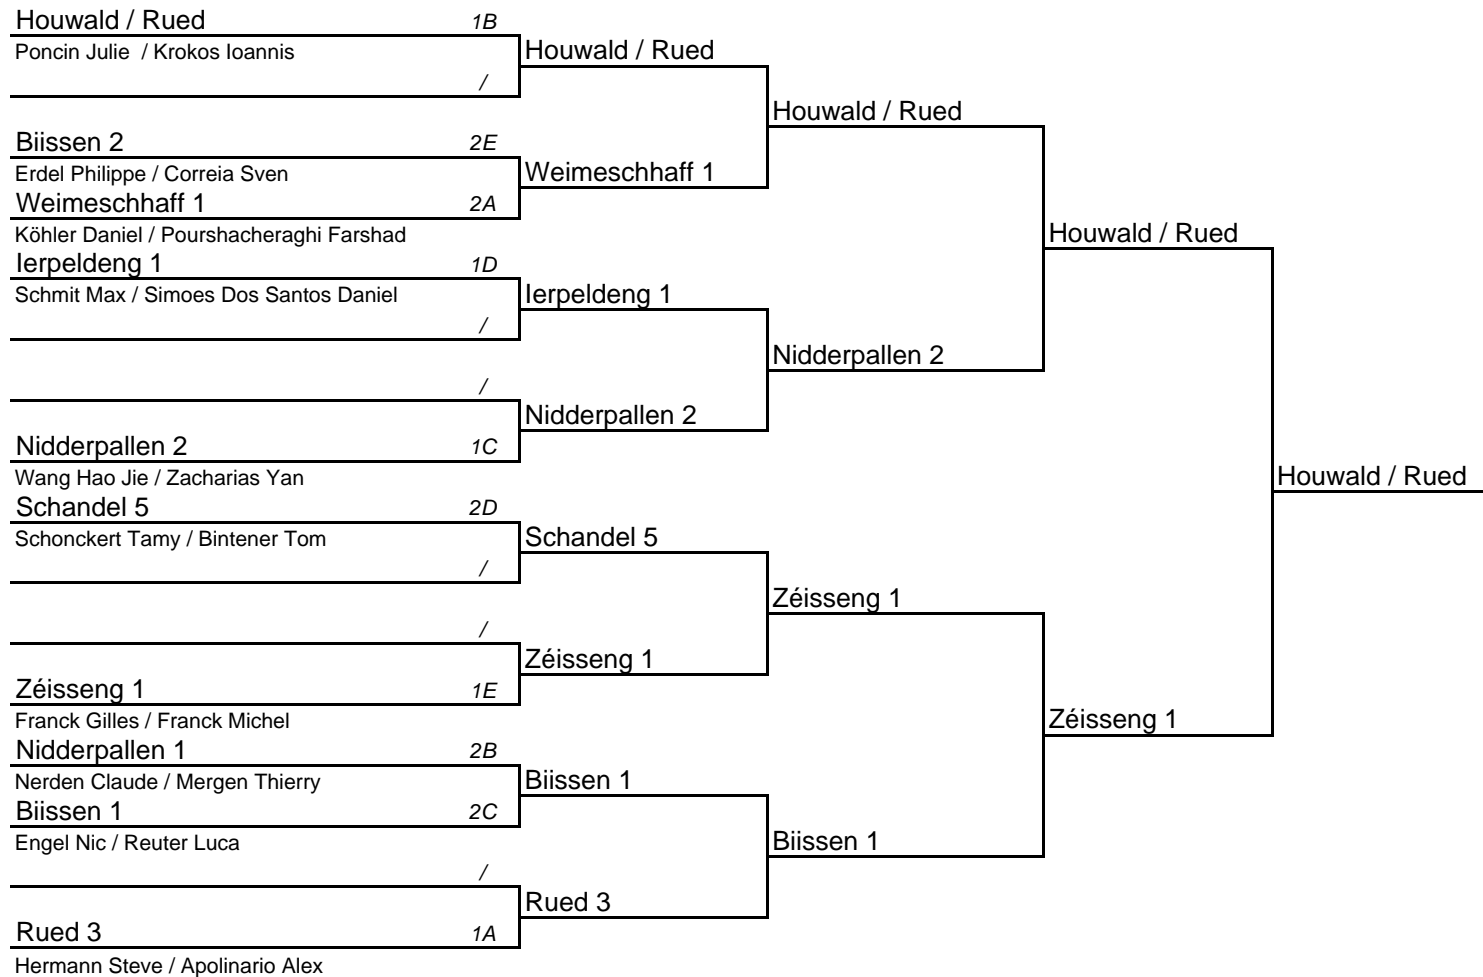 Houwald / Rued 1B
Poncin Julie / Krokos Ioannis
/
Biissen 2 2E
Erdel Philippe / Correia Sven
Weimeschhaff 1 2A
Köhler Daniel / Pourshacheraghi Farshad
Ierpeldeng 1 1D
Schmit Max / Simoes Dos Santos Daniel
/
/
Nidderpallen 2 1C
Wang Hao Jie / Zacharias Yan
Schandel 5 2D
Schonckert Tamy / Bintener Tom
/
/
Zéisseng 1 1E
Franck Gilles / Franck Michel
Nidderpallen 1 2B
Nerden Claude / Mergen Thierry
Biissen 1 2C
Engel Nic / Reuter Luca
/
Rued 3 1A
Hermann Steve / Apolinario Alex
Houwald / Rued
Weimeschhaff 1
Ierpeldeng 1
Nidderpallen 2
Schandel 5
Zéisseng 1
Biissen 1
Rued 3
Houwald / Rued
Nidderpallen 2
Zéisseng 1
Biissen 1
Houwald / Rued
Zéisseng 1
Houwald / Rued